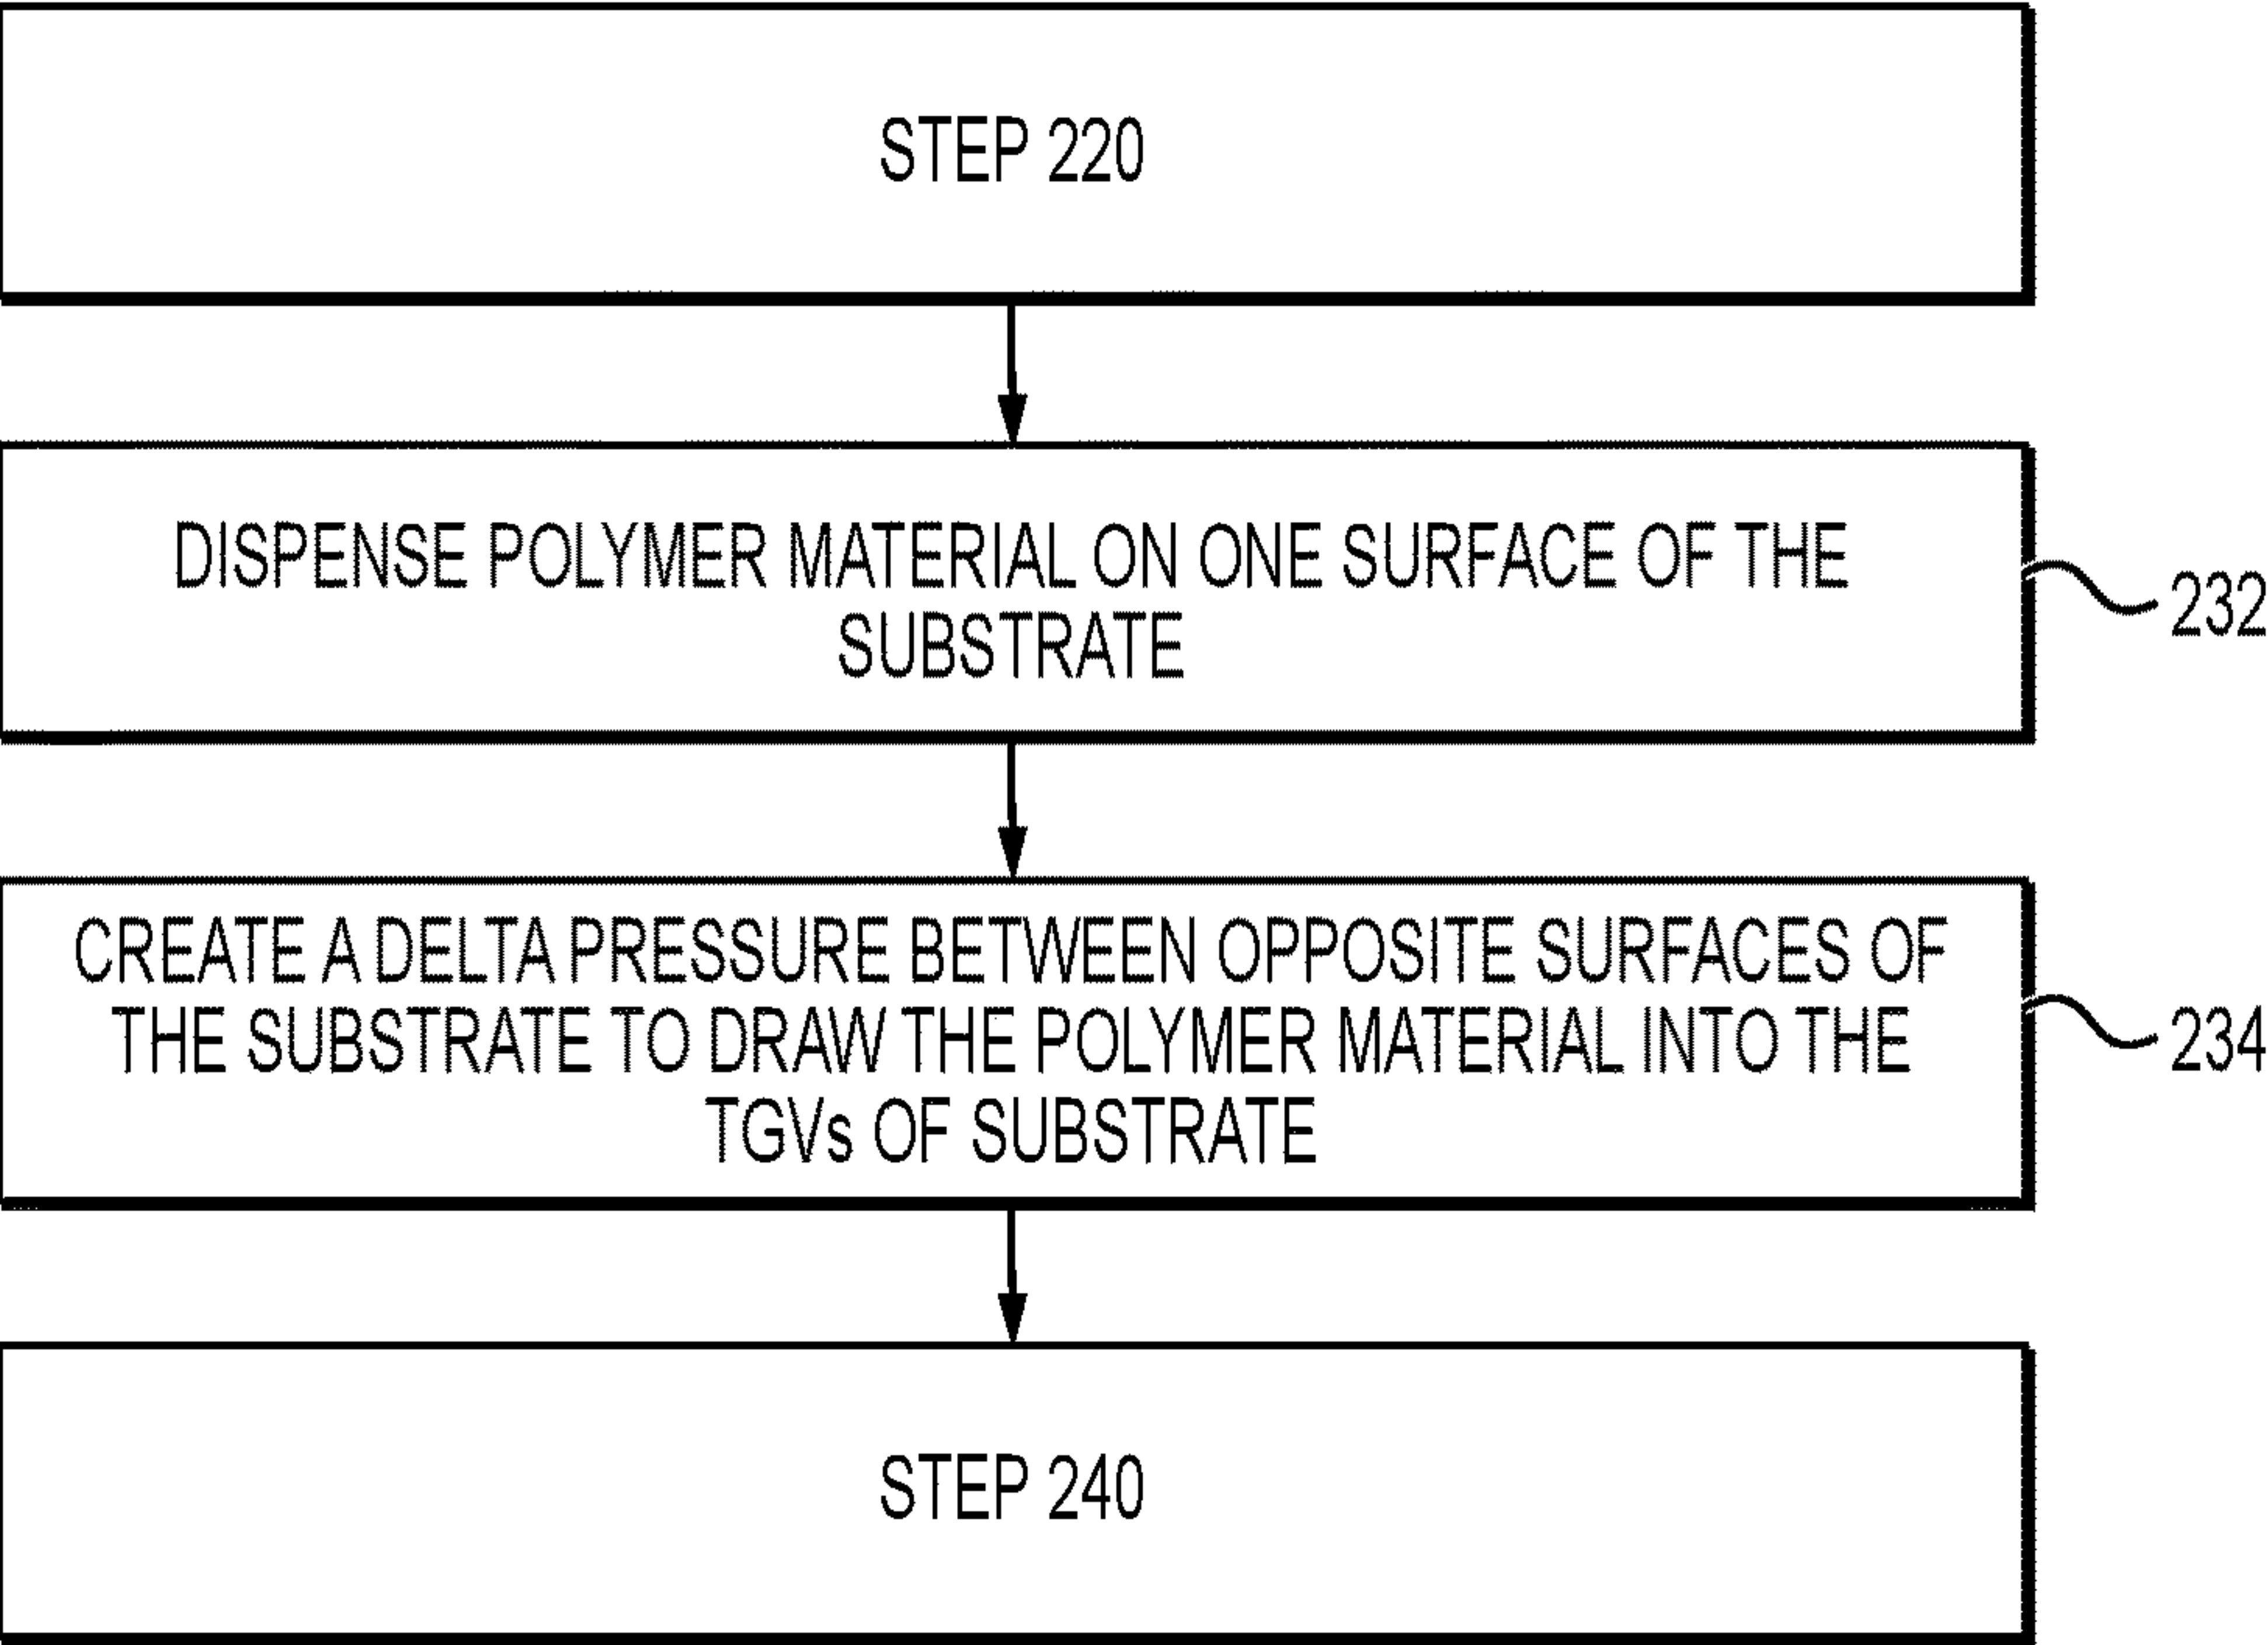 STEP 220
DISPENSE POLYMER MATERIAL ON ONE SURFACE OF THE
SUBSTRATE
232
CREATE A DELTA PRESSURE BETWEEN OPPOSITE SURFACES OF
THE SUBSTRATE TO DRAW THE POLYMER MATERIAL INTO THE
TGVs OF SUBSTRATE
234
STEP 240